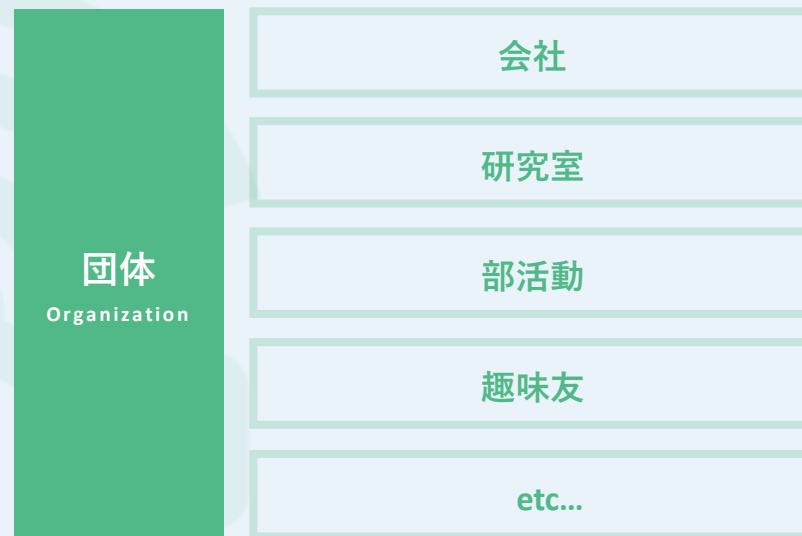 団体
Organization
会社
研究室
部活動
趣味友
etc…